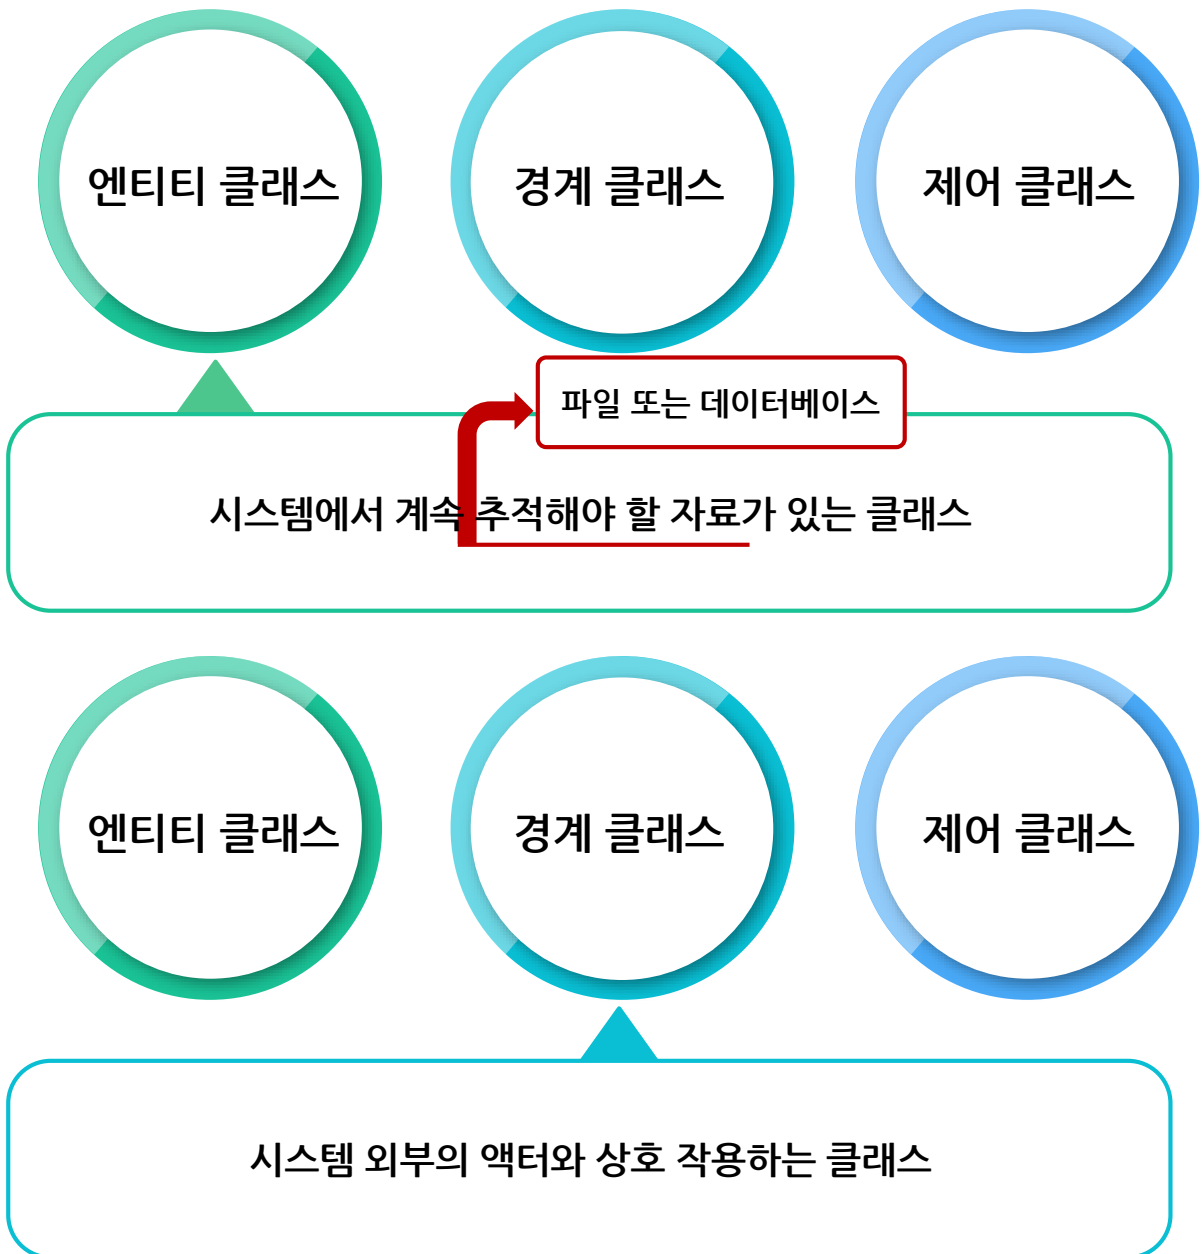 엔티티 클래스
경계 클래스
제어 클래스
파일 또는 데이터베이스
시스템에서 계속 추적해야 할 자료가 있는 클래스
엔티티 클래스
경계 클래스
제어 클래스
시스템 외부의 액터와 상호 작용하는 클래스